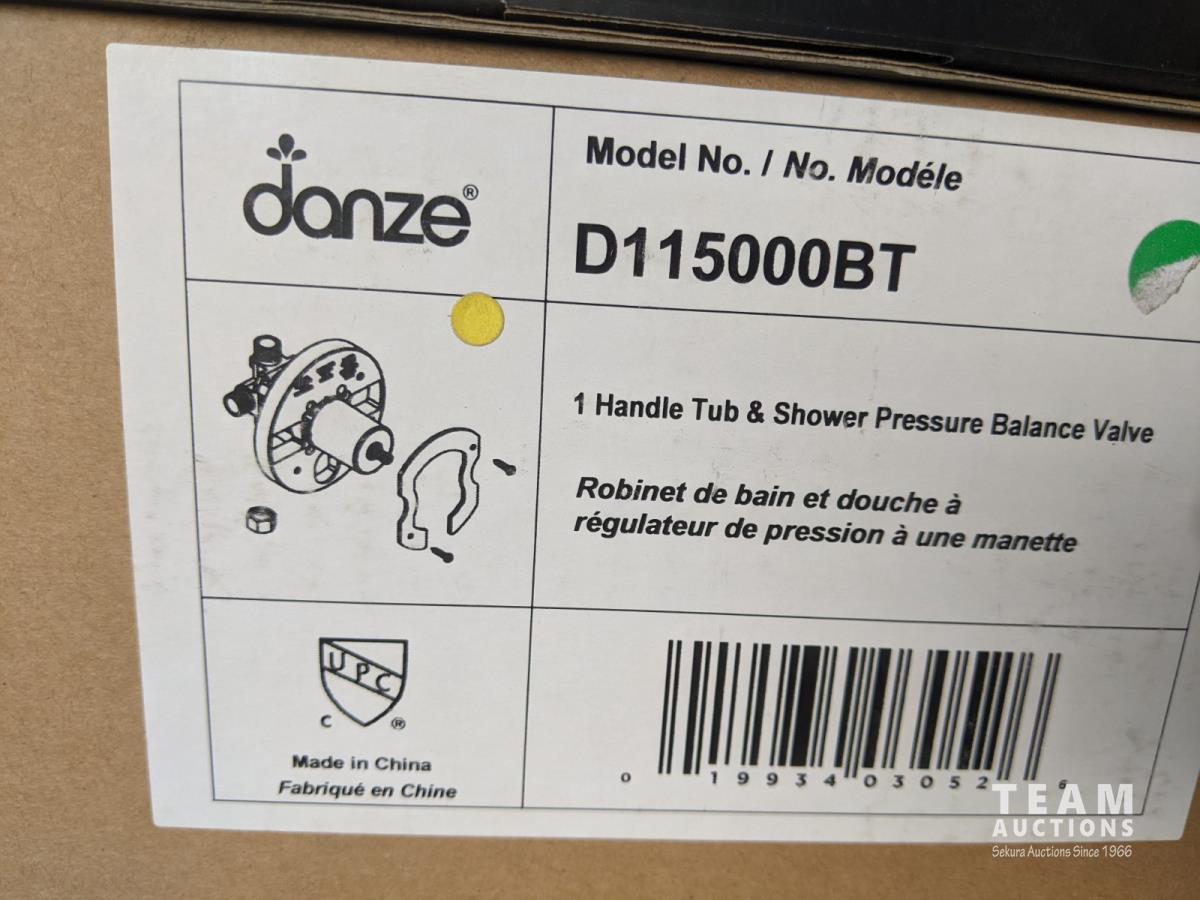 danze®
Model No. / No. Modéle
D115000BT
1 Handle Tub & Shower Pressure Balance Valve
Robinet de bain et douche à
régulateur de pression à une manette
UPC
C ®
Made in China
Fabriqué en Chine
0 19934 03052 6
TEAM
AUCTIONS
Sekura Auctions Since 1966